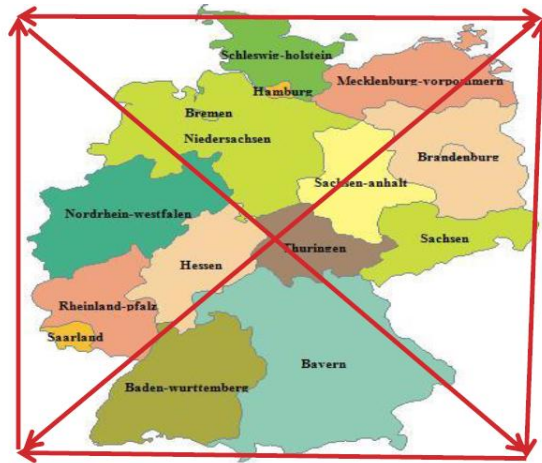 Schleswig-holstein
Mecklenburg-vorpommern
Hamburg
Bremen
Niedersachsen
Brandenburg
Sachsen-anhalt
Nordrhein-westfalen
Sachsen
Thuringen
Hessen
Rheinland-pfalz
Saarland
Bavern
Baden-wurttemberg